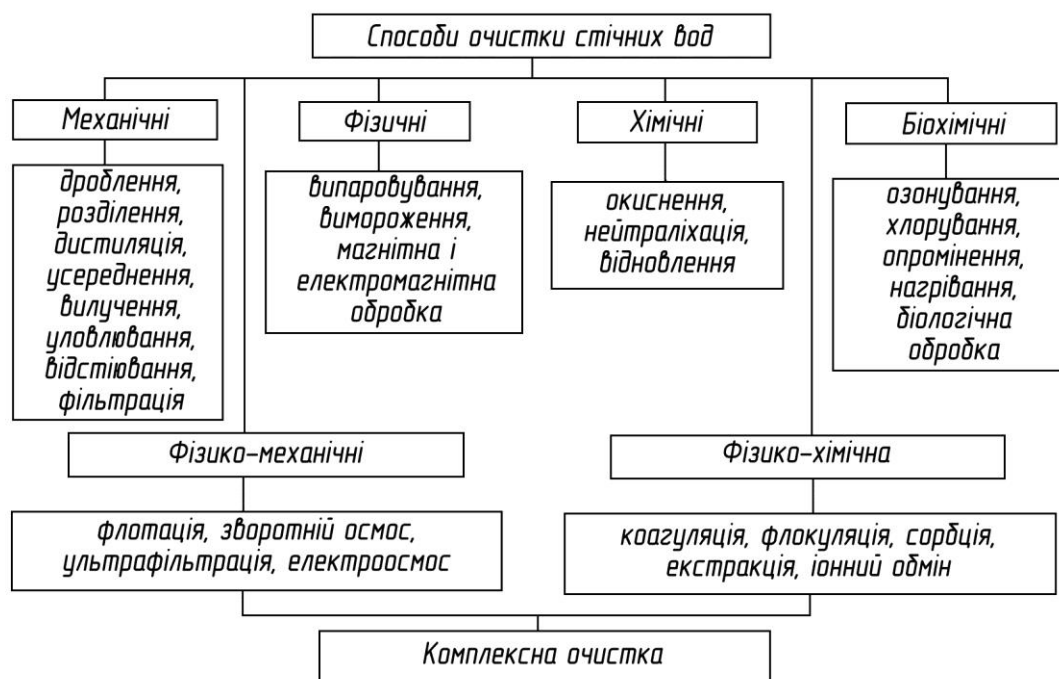 Способи очистки стічних вод
Механічні
Фізичні
Хімічні
Біохімічні
дроблення,
розділення,
дистиляція,
усереднення,
вилучення,
уловлювання,
відстіювання,
фільтрація
випаровування,
вимороження,
магнітна і
електромагнітна
обробка
окиснення,
нейтраліхація,
відновлення
озонування,
хлорування,
опромінення,
нагрівання,
біологічна
обробка
Фізико-механічні
Фізико-хімічна
флотація, зворотній осмос,
ультрафільтрація, електроосмос
коагуляція, флокуляція, сорбція,
екстракція, іонний обмін
Комплексна очистка